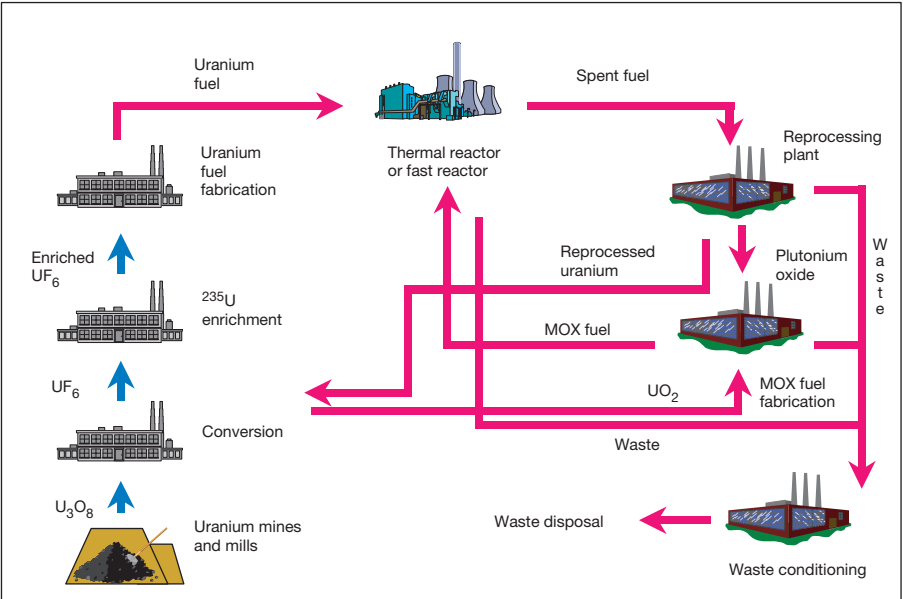 Uranium
fuel
Spent fuel
Reprocessing
plant
Uranium
fuel
fabrication
Thermal reactor
or fast reactor
Waste
Enriched
UF6
235U
enrichment
Reprocessed
uranium
Plutonium
oxide
MOX fuel
UF6
UO2
MOX fuel
fabrication
Conversion
Waste
U3O8
Uranium mines
and mills
Waste disposal
Waste conditioning